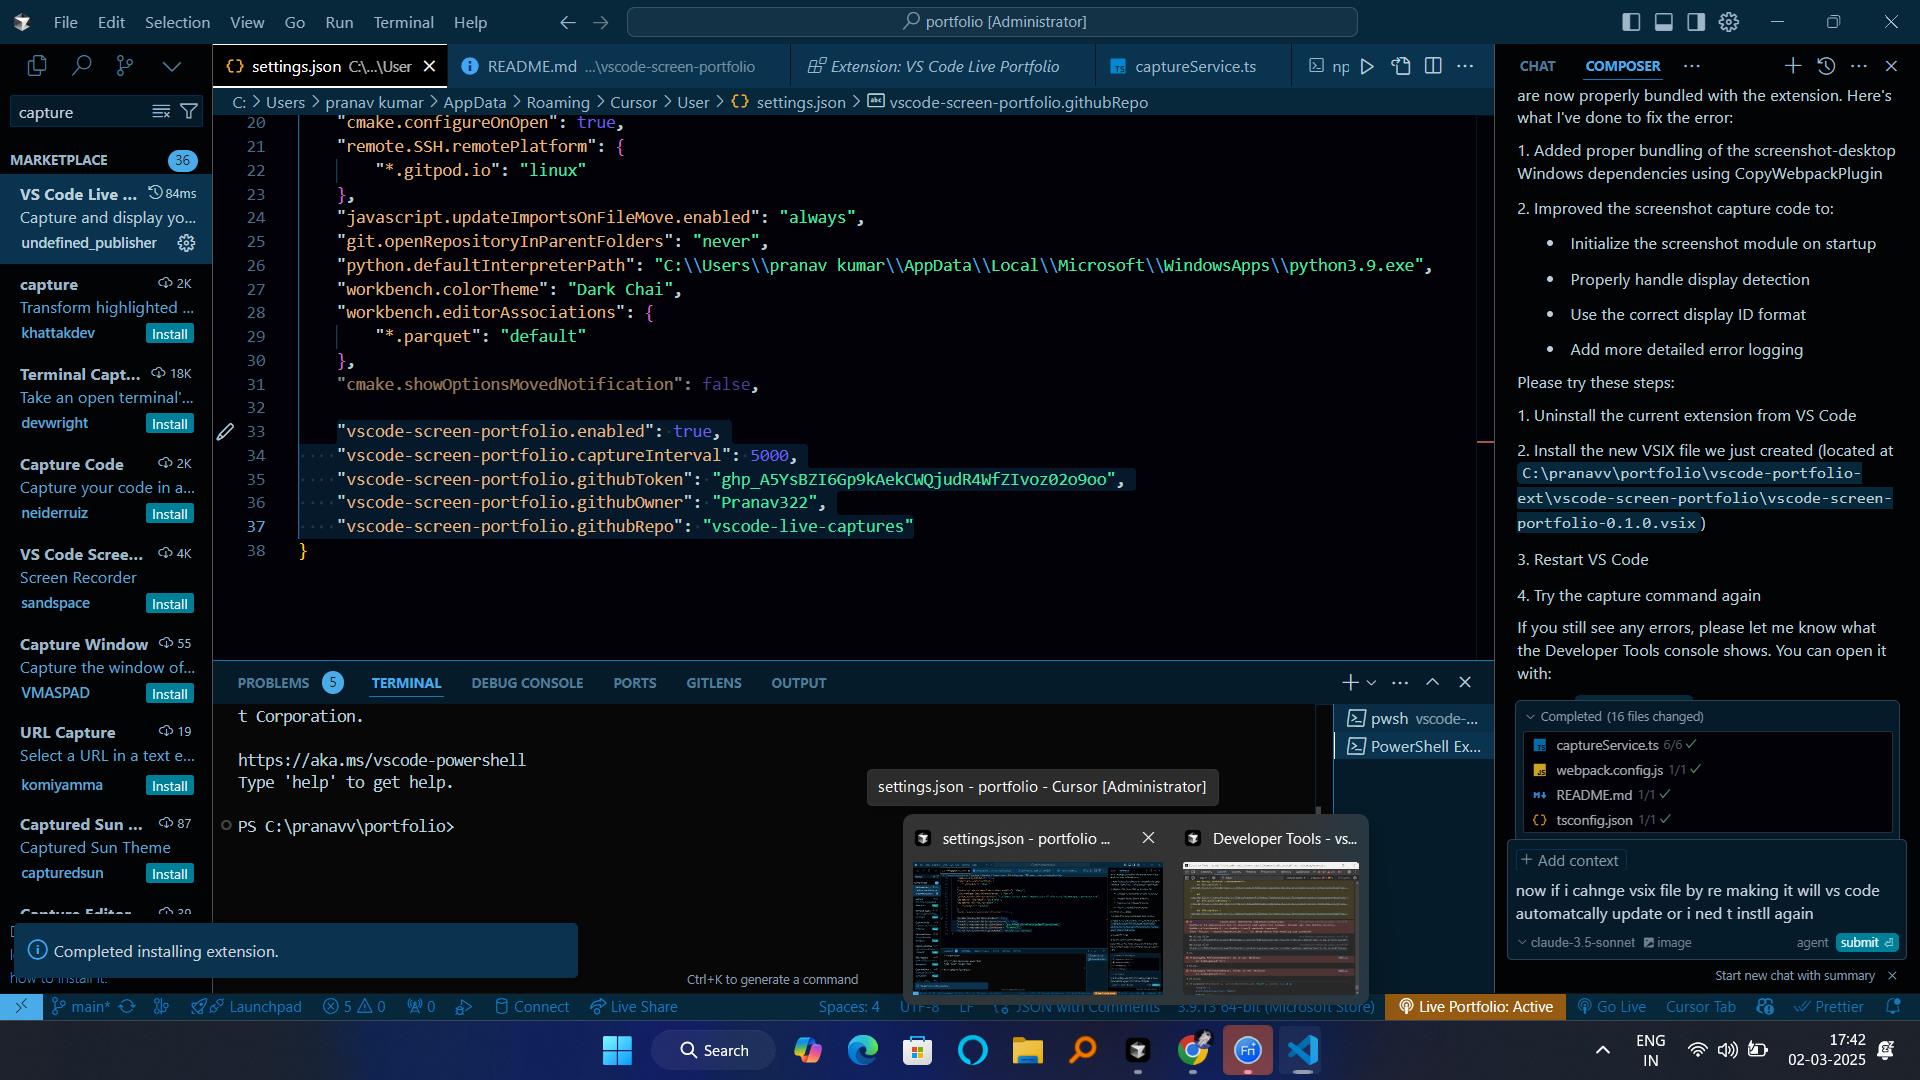 File Edit Selection View Go Run Terminal Help
portfolio [Administrator]
capture
MARKETPLACE 36
VS Code Live ... 84ms
Capture and display yo...
undefined_publisher
capture 2K
Transform highlighted ...
khattakdev Install
Terminal Capt... 18K
Take an open terminal'...
devwright Install
Capture Code 2K
Capture your code in a...
neiderruiz Install
VS Code Scree... 4K
Screen Recorder
sandspace Install
Capture Window 55
Capture the window of...
VMASPAD Install
URL Capture 19
Select a URL in a text e...
komiyamma Install
Captured Sun ... 87
Captured Sun Theme
capturedsun Install
Capture Editor 39
how to install it.
Completed installing extension.
settings.json C:\...\User
README.md ...\vscode-screen-portfolio
Extension: VS Code Live Portfolio
captureService.ts
np
C: > Users > pranav kumar > AppData > Roaming > Cursor > User > {} settings.json > vscode-screen-portfolio.githubRepo
20 "cmake.configureOnOpen": true,
21 "remote.SSH.remotePlatform": {
22 "*.gitpod.io": "linux"
23 },
24 "javascript.updateImportsOnFileMove.enabled": "always",
25 "git.openRepositoryInParentFolders": "never",
26 "python.defaultInterpreterPath": "C:\\Users\\pranav kumar\\AppData\\Local\\Microsoft\\WindowsApps\\python3.9.exe",
27 "workbench.colorTheme": "Dark Chai",
28 "workbench.editorAssociations": {
29 "*.parquet": "default"
30 },
31 "cmake.showOptionsMovedNotification": false,
32
33 "vscode-screen-portfolio.enabled": true,
34 "vscode-screen-portfolio.captureInterval": 5000,
35 "vscode-screen-portfolio.githubToken": "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",
36 "vscode-screen-portfolio.githubOwner": "Pranav322",
37 "vscode-screen-portfolio.githubRepo": "vscode-live-captures"
38 }
PROBLEMS 5 TERMINAL DEBUG CONSOLE PORTS GITLENS OUTPUT
t Corporation.
https://aka.ms/vscode-powershell
Type 'help' to get help.
PS C:\pranavv\portfolio>
pwsh vscode-...
PowerShell Ex...
settings.json - portfolio - Cursor [Administrator]
settings.json - portfolio ...
Developer Tools - vs...
Ctrl+K to generate a command
CHAT COMPOSER
are now properly bundled with the extension. Here's
what I've done to fix the error:
1. Added proper bundling of the screenshot-desktop
Windows dependencies using CopyWebpackPlugin
2. Improved the screenshot capture code to:
• Initialize the screenshot module on startup
• Properly handle display detection
• Use the correct display ID format
• Add more detailed error logging
Please try these steps:
1. Uninstall the current extension from VS Code
2. Install the new VSIX file we just created (located at
C:\pranavv\portfolio\vscode-portfolio-
ext\vscode-screen-portfolio\vscode-screen-
portfolio-0.1.0.vsix)
3. Restart VS Code
4. Try the capture command again
If you still see any errors, please let me know what
the Developer Tools console shows. You can open it
with:
Completed (16 files changed)
captureService.ts 6/6
webpack.config.js 1/1
README.md 1/1
tsconfig.json 1/1
+ Add context
now if i cahnge vsix file by re making it will vs code
automatcally update or i ned t instll again
claude-3.5-sonnet image agent submit
Start new chat with summary
main* Launchpad 5 0 0 Connect Live Share
Spaces: 4 UTF-8 LF JSON with Comments 3.9.13 64-bit (Microsoft Store) Live Portfolio: Active Go Live Cursor Tab Prettier
Search
ENG
IN
17:42
02-03-2025